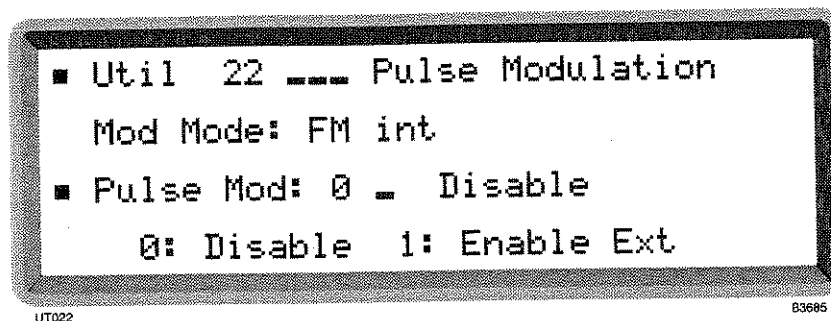 ▪ Util 22 ___ Pulse Modulation
Mod Mode: FM int
▪ Pulse Mod: 0 _ Disable
0: Disable 1: Enable Ext
UT022
B3685